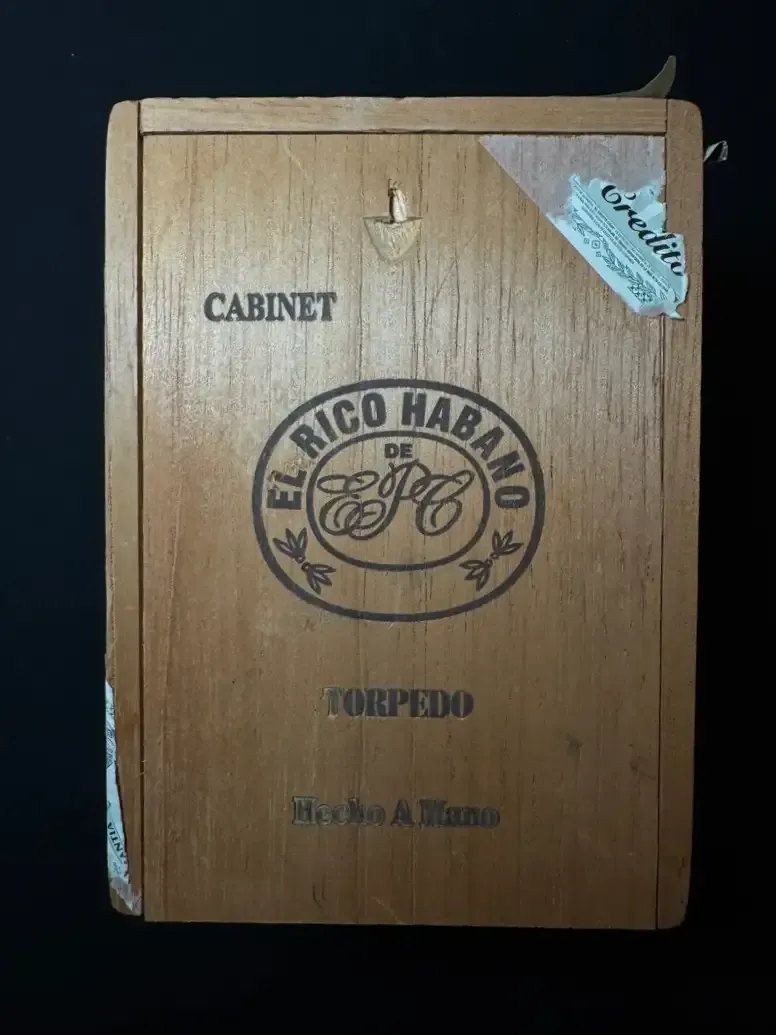 Credito
CABINET
EL RICO HABANO
DE
EPC
TORPEDO
Hecho A Mano